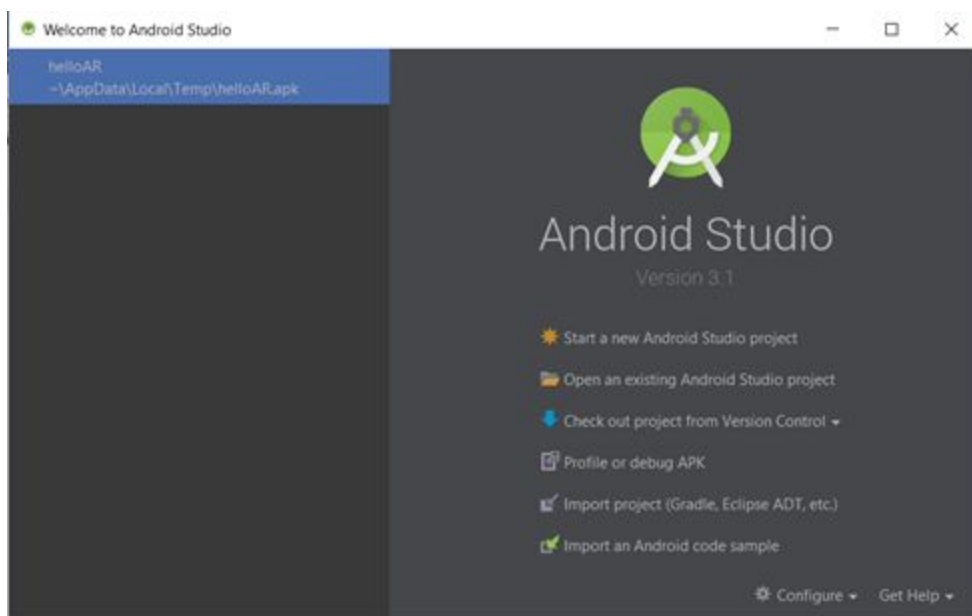 Welcome to Android Studio
helloAR
~\AppData\Local\Temp\helloAR.apk
Android Studio
Version 3.1
Start a new Android Studio project
Open an existing Android Studio project
Check out project from Version Control
Profile or debug APK
Import project (Gradle, Eclipse ADT, etc.)
Import an Android code sample
Configure Get Help